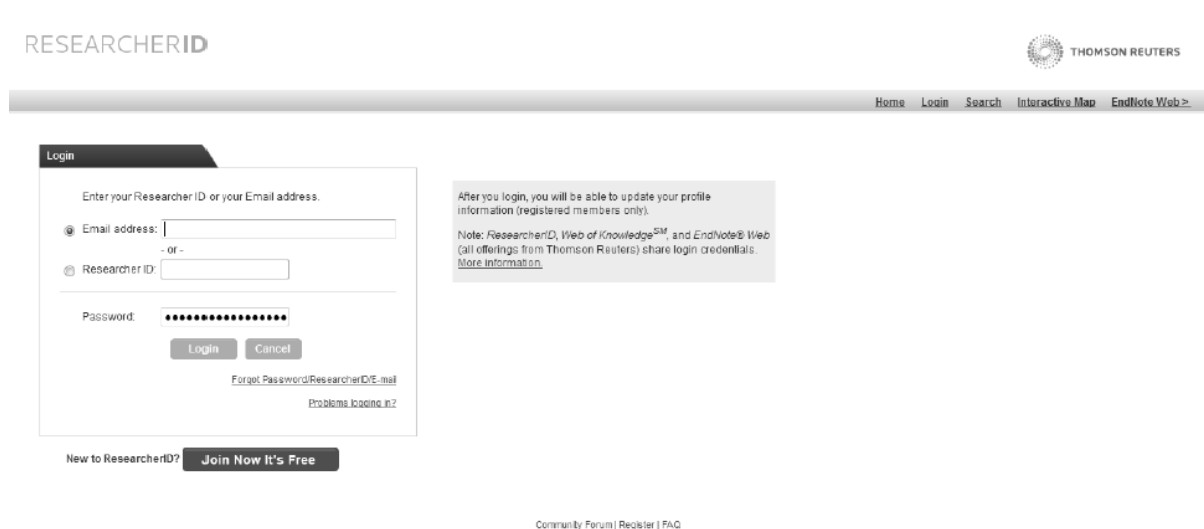 RESEARCHERID
THOMSON REUTERS
Home Login Search Interactive Map EndNote Web >
Login
Enter your Researcher ID or your Email address.
Email address:
- or -
Researcher ID:
Password: •••••••••••••••••
Login Cancel
Forgot Password/ResearcherID/E-mail
Problems logging in?
New to ResearcherID? Join Now It's Free
After you login, you will be able to update your profile
information (registered members only).
Note: ResearcherID, Web of Knowledge℠, and EndNote® Web
(all offerings from Thomson Reuters) share login credentials.
More information.
Community Forum | Register | FAQ